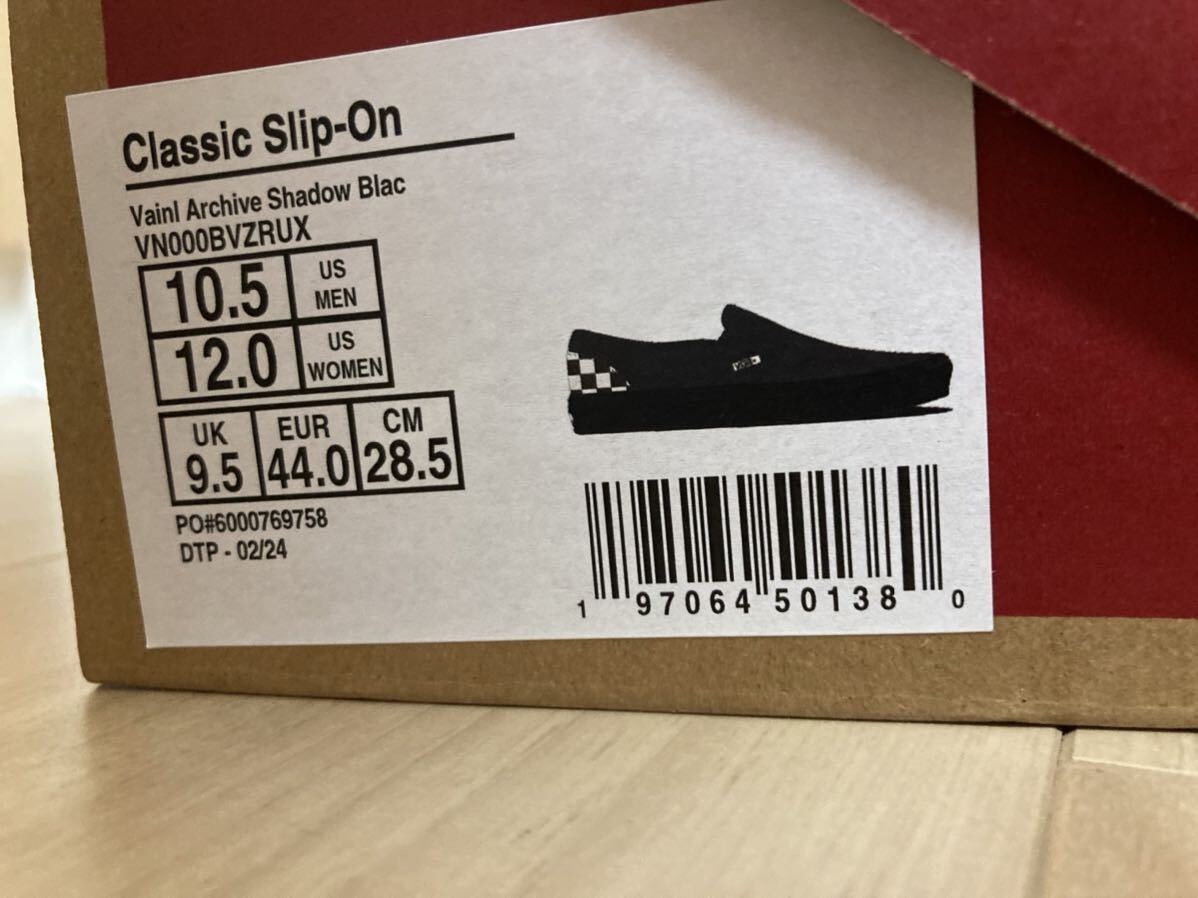 Classic Slip-On
Vainl Archive Shadow Blac
VN000BVZRUX
10.5 US MEN
12.0 US WOMEN
UK EUR CM
9.5 44.0 28.5
PO#6000769758
DTP - 02/24
1 97064 50138 0